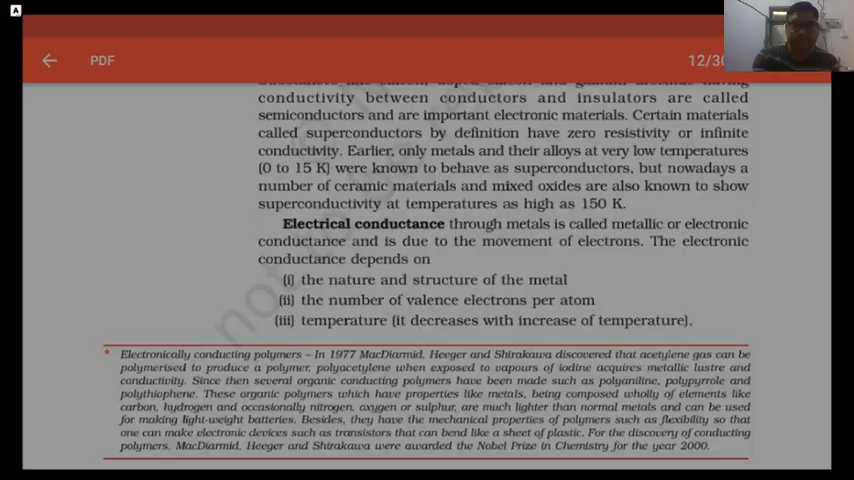 A
PDF
12/30
conductivity between conductors and insulators are called
semiconductors and are important electronic materials. Certain materials
called superconductors by definition have zero resistivity or infinite
conductivity. Earlier, only metals and their alloys at very low temperatures
(0 to 15 K) were known to behave as superconductors, but nowadays a
number of ceramic materials and mixed oxides are also known to show
superconductivity at temperatures as high as 150 K.
Electrical conductance through metals is called metallic or electronic
conductance and is due to the movement of electrons. The electronic
conductance depends on
(i) the nature and structure of the metal
(ii) the number of valence electrons per atom
(iii) temperature (it decreases with increase of temperature).
* Electronically conducting polymers – In 1977 MacDiarmid, Heeger and Shirakawa discovered that acetylene gas can be
polymerised to produce a polymer, polyacetylene when exposed to vapours of iodine acquires metallic lustre and
conductivity. Since then several organic conducting polymers have been made such as polyaniline, polypyrrole and
polythiophene. These organic polymers which have properties like metals, being composed wholly of elements like
carbon, hydrogen and occasionally nitrogen, oxygen or sulphur, are much lighter than normal metals and can be used
for making light-weight batteries. Besides, they have the mechanical properties of polymers such as flexibility so that
one can make electronic devices such as transistors that can bend like a sheet of plastic. For the discovery of conducting
polymers, MacDiarmid, Heeger and Shirakawa were awarded the Nobel Prize in Chemistry for the year 2000.